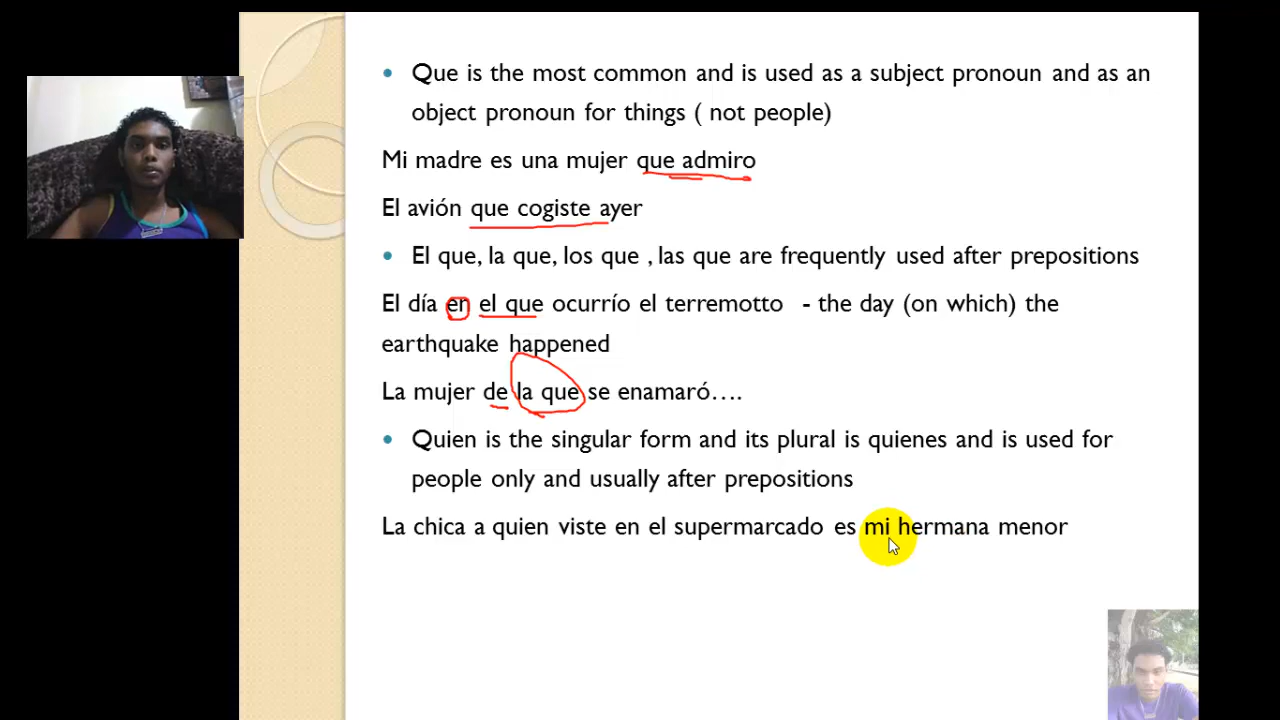 Que is the most common and is used as a subject pronoun and as an
object pronoun for things ( not people)
Mi madre es una mujer que admiro
El avión que cogiste ayer
El que, la que, los que , las que are frequently used after prepositions
El día en el que ocurrío el terremotto - the day (on which) the
earthquake happened
La mujer de la que se enamaró….
Quien is the singular form and its plural is quienes and is used for
people only and usually after prepositions
La chica a quien viste en el supermarcado es mi hermana menor